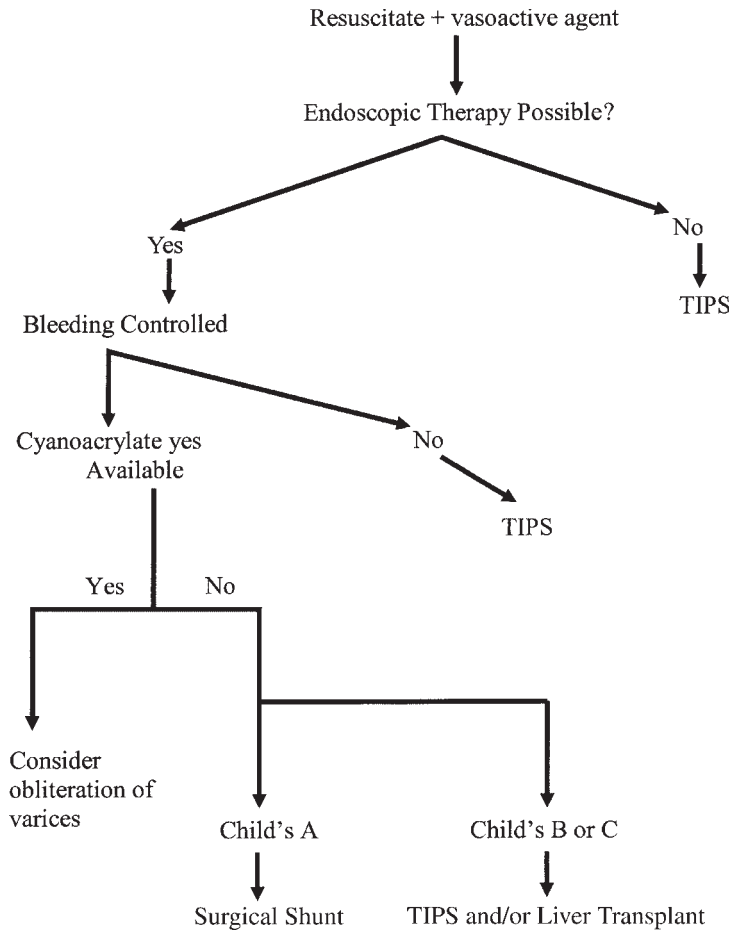 Resuscitate + vasoactive agent
Endoscopic Therapy Possible?
Yes
No
TIPS
Bleeding Controlled
Cyanoacrylate yes
Available
No
TIPS
Yes
No
Consider
obliteration of
varices
Child's A
Child's B or C
Surgical Shunt
TIPS and/or Liver Transplant